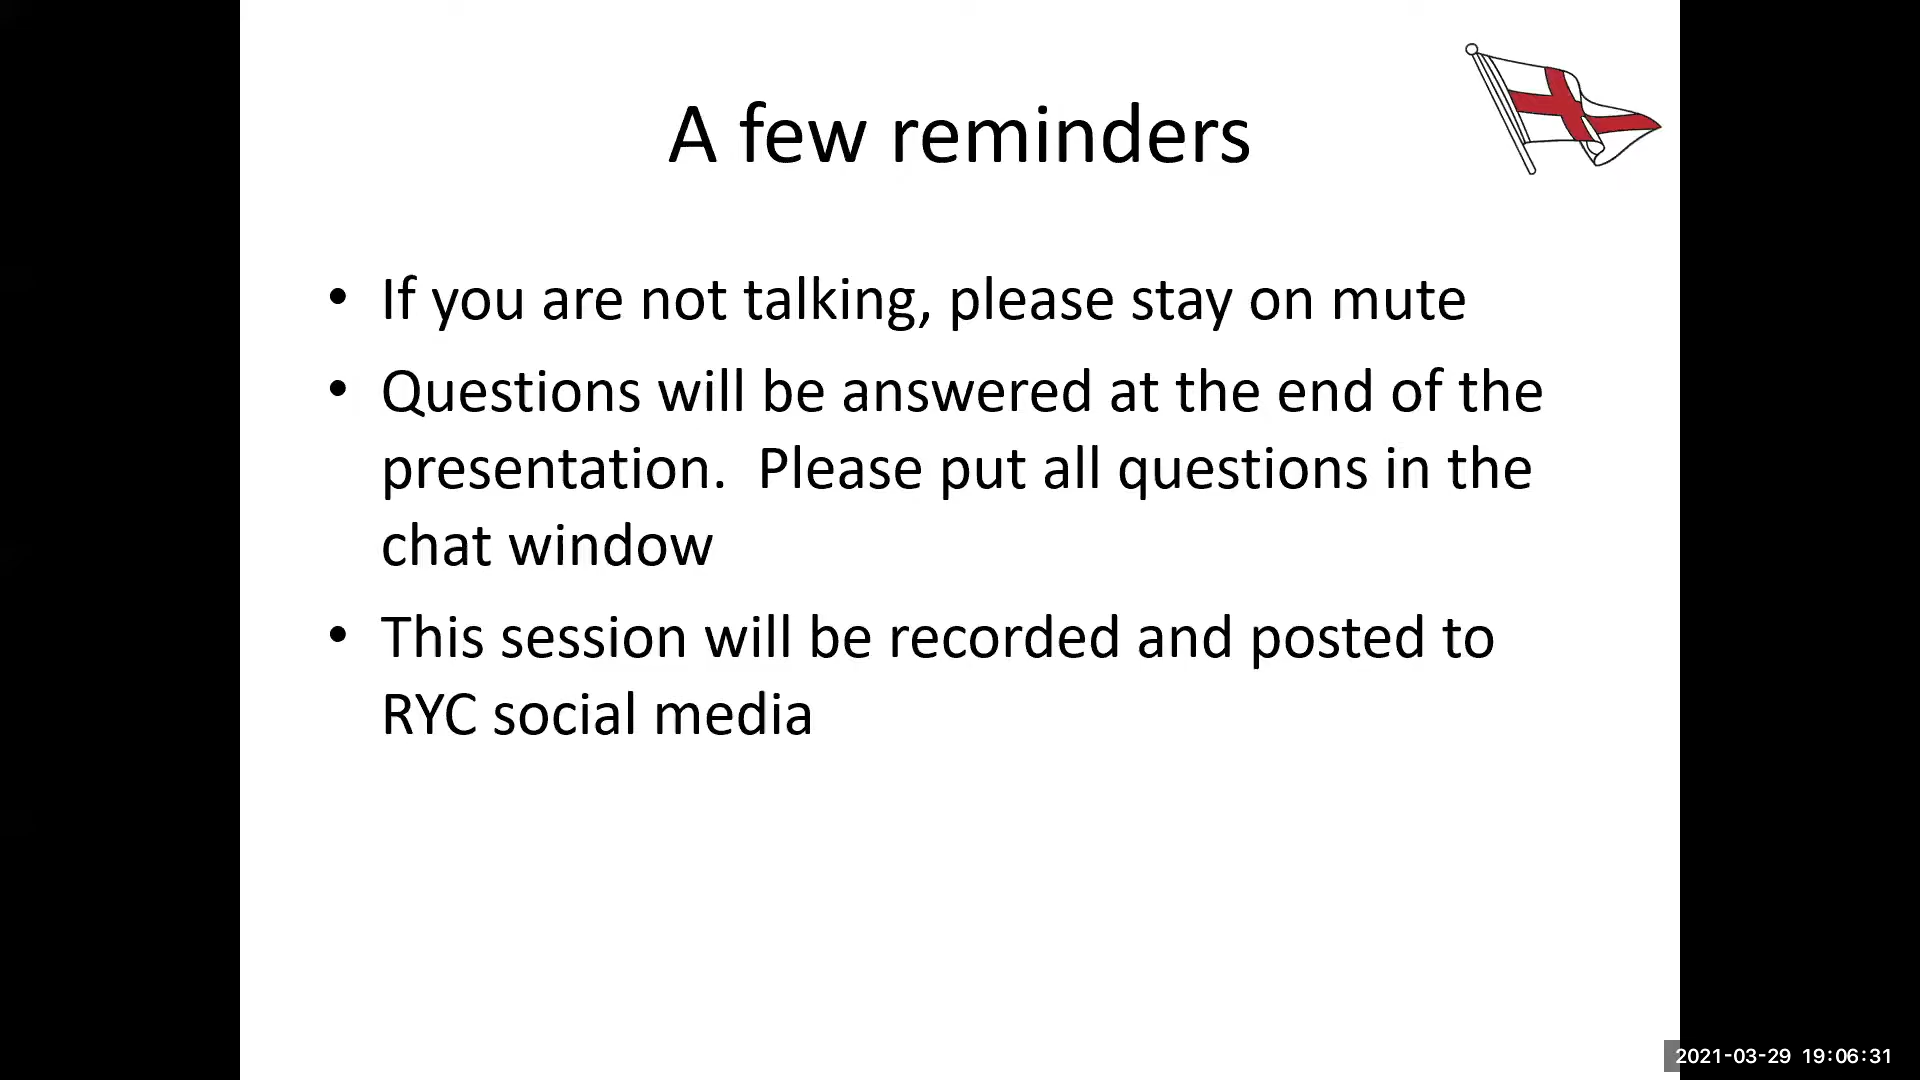 A few reminders
• If you are not talking, please stay on mute
• Questions will be answered at the end of the
presentation.  Please put all questions in the
chat window
• This session will be recorded and posted to
RYC social media
2021-03-29 19:06:31